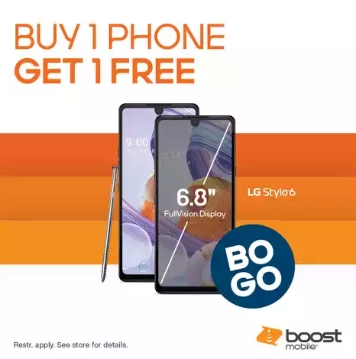 BUY 1 PHONE
GET 1 FREE
6.8"
FullVision Display
LG Stylo6
BO
GO
Restr. apply. See store for details.
boost
mobile